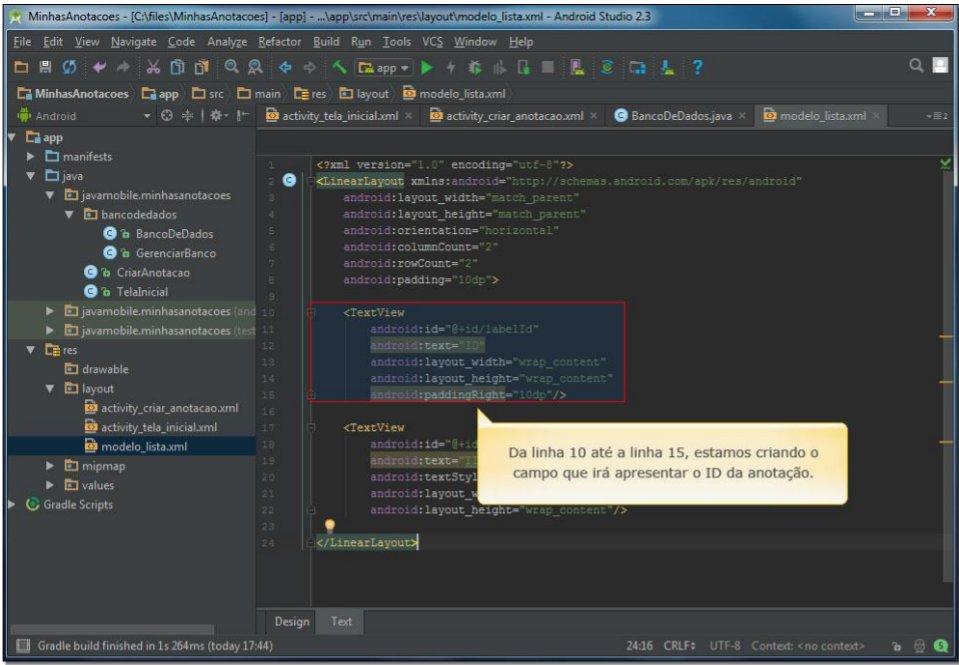 MinhasAnotacoes - [C:\files\MinhasAnotacoes] - [app] - ...\app\src\main\res\layout\modelo_lista.xml - Android Studio 2.3
File Edit View Navigate Code Analyze Refactor Build Run Tools VCS Window Help
app
MinhasAnotacoes app src main res layout modelo_lista.xml
Android
activity_tela_inicial.xml activity_criar_anotacao.xml BancoDeDados.java modelo_lista.xml
app
manifests
java
javamobile.minhasanotacoes
bancodedados
BancoDeDados
GerenciarBanco
CriarAnotacao
TelaInicial
javamobile.minhasanotacoes (and
javamobile.minhasanotacoes (test
res
drawable
layout
activity_criar_anotacao.xml
activity_tela_inicial.xml
modelo_lista.xml
mipmap
values
Gradle Scripts
1 <?xml version="1.0" encoding="utf-8"?>
2 <LinearLayout xmlns:android="http://schemas.android.com/apk/res/android"
3 android:layout_width="match_parent"
4 android:layout_height="match_parent"
5 android:orientation="horizontal"
6 android:columnCount="2"
7 android:rowCount="2"
8 android:padding="10dp">
9
10 <TextView
11 android:id="@+id/labelId"
12 android:text="ID"
13 android:layout_width="wrap_content"
14 android:layout_height="wrap_content"
15 android:paddingRight="10dp"/>
16
17 <TextView
18 android:id="@+id
19 android:text=
20 android:textStyl
21 android:layout_w
22 android:layout_height="wrap_content"/>
23
24 </LinearLayout>
Da linha 10 até a linha 15, estamos criando o
campo que irá apresentar o ID da anotação.
Design Text
Gradle build finished in 1s 264ms (today 17:44)
24:16 CRLF UTF-8 Context: <no context>